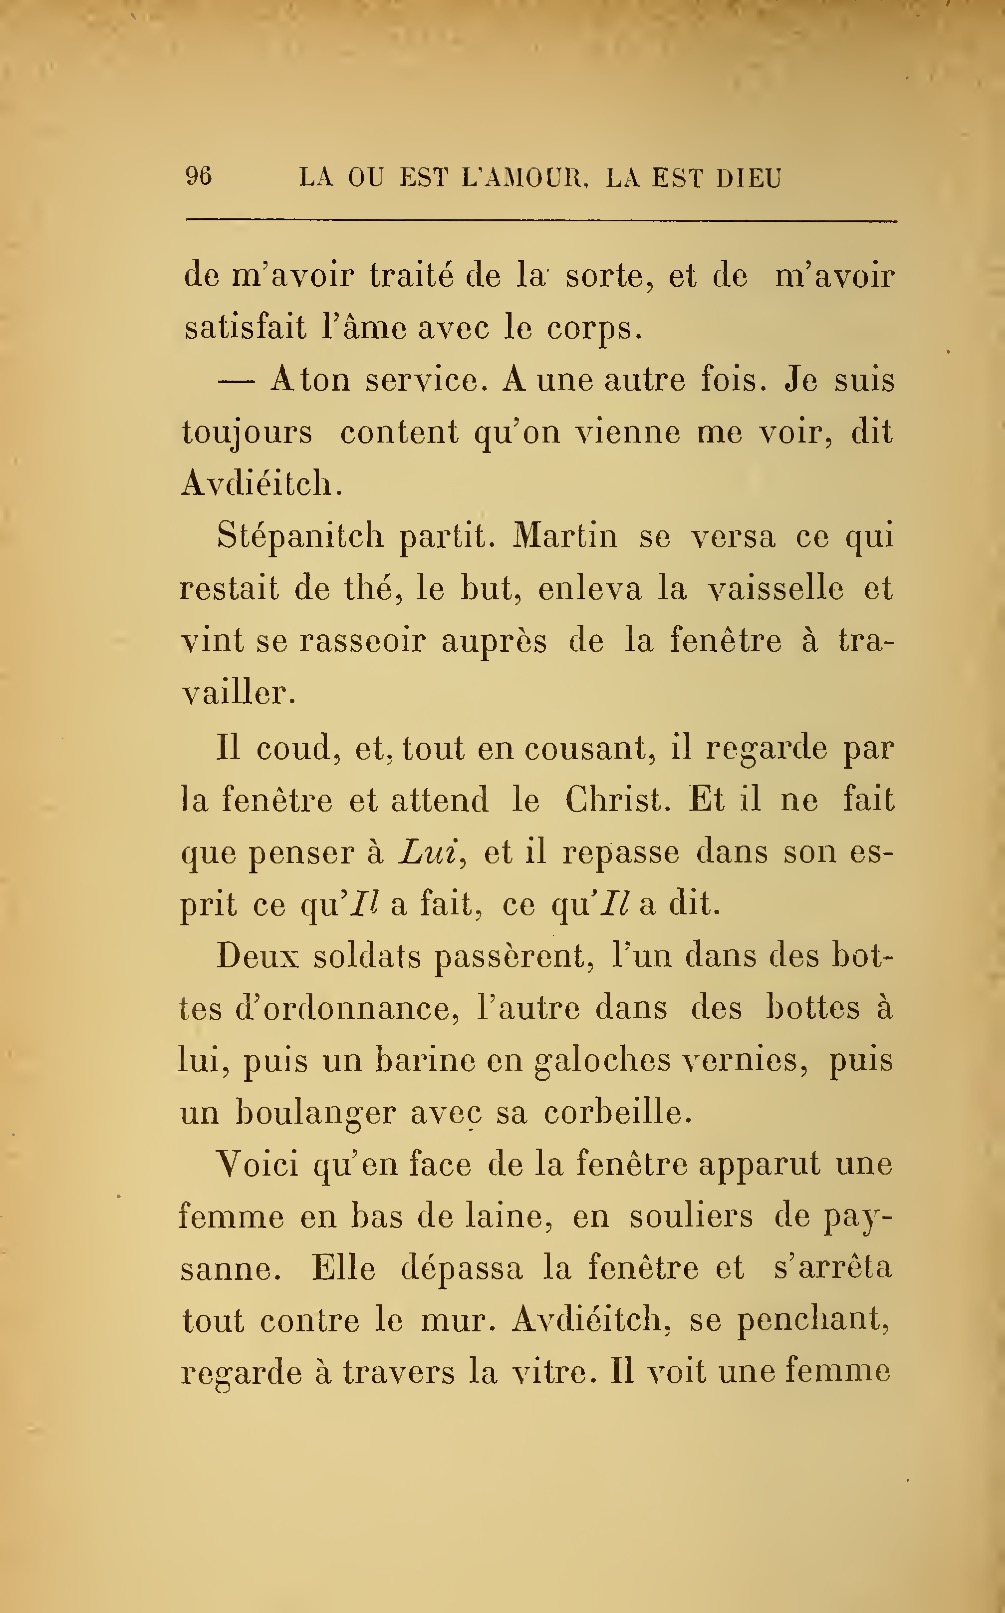 96 LA OU EST L'AMOUR, LA EST DIEU
de m'avoir traité de la sorte, et de m'avoir
satisfait l'âme avec le corps.
— A ton service. A une autre fois. Je suis
toujours content qu'on vienne me voir, dit
Avdiéitch.
Stépanitch partit. Martin se versa ce qui
restait de thé, le but, enleva la vaisselle et
vint se rasseoir auprès de la fenêtre à tra-
vailler.
Il coud, et, tout en cousant, il regarde par
la fenêtre et attend le Christ. Et il ne fait
que penser à Lui, et il repasse dans son es-
prit ce qu'Il a fait, ce qu'Il a dit.
Deux soldats passèrent, l'un dans des bot-
tes d'ordonnance, l'autre dans des bottes à
lui, puis un barine en galoches vernies, puis
un boulanger avec sa corbeille.
Voici qu'en face de la fenêtre apparut une
femme en bas de laine, en souliers de pay-
sanne. Elle dépassa la fenêtre et s'arrêta
tout contre le mur. Avdiéitch, se penchant,
regarde à travers la vitre. Il voit une femme